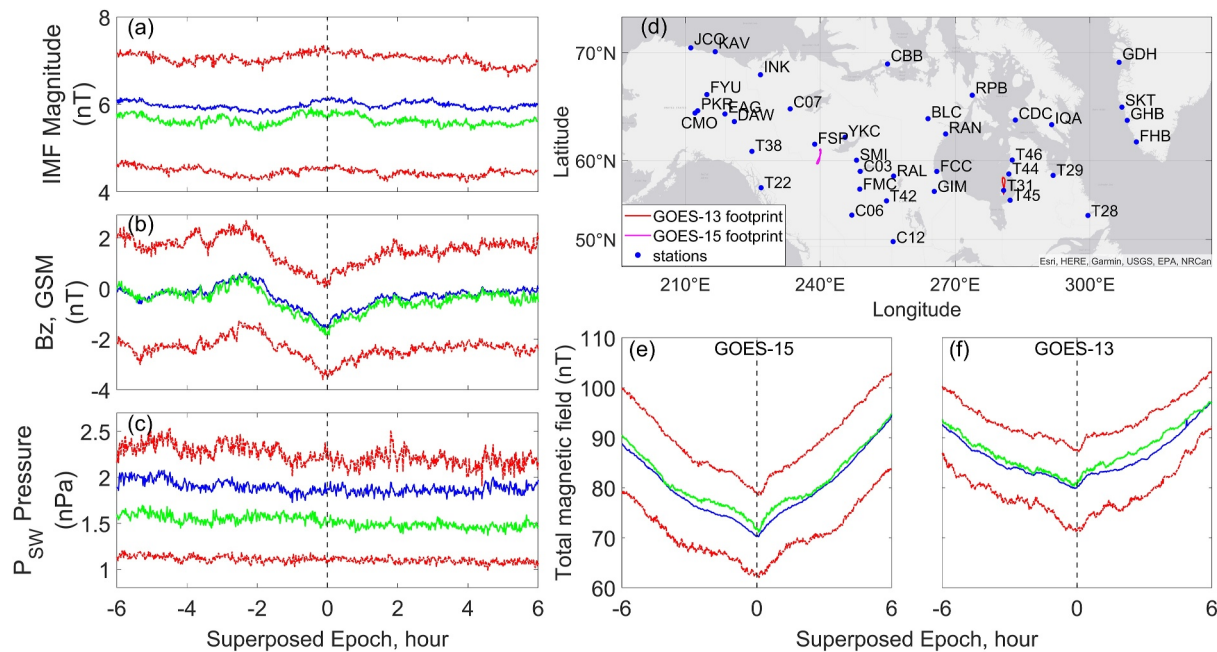 (a)
IMF Magnitude
(nT)
8
6
4
(b)
Bz, GSM
(nT)
2
0
-2
-4
(c)
P_SW Pressure
(nPa)
2.5
2
1.5
1
-6 -4 -2 0 2 4 6
Superposed Epoch, hour
(d)
Latitude
70°N
60°N
50°N
JCO
KAV
INK
CBB
GDH
FYU
C07
RPB
PKR
EAG
CMO
DAW
BLC
CDC
IQA
SKT
GHB
FHB
RAN
T38
FSP
YKC
SMI
T46
C03
RAL
FCC
T44
T29
T22
FMC
GIM
T31
T42
T45
C06
T28
C12
GOES-13 footprint
GOES-15 footprint
stations
Esri, HERE, Garmin, USGS, EPA, NRCan
210°E 240°E 270°E 300°E
Longitude
(e)
GOES-15
Total magnetic field (nT)
110
100
90
80
70
60
-6 0 6
(f)
GOES-13
-6 0 6
Superposed Epoch, hour